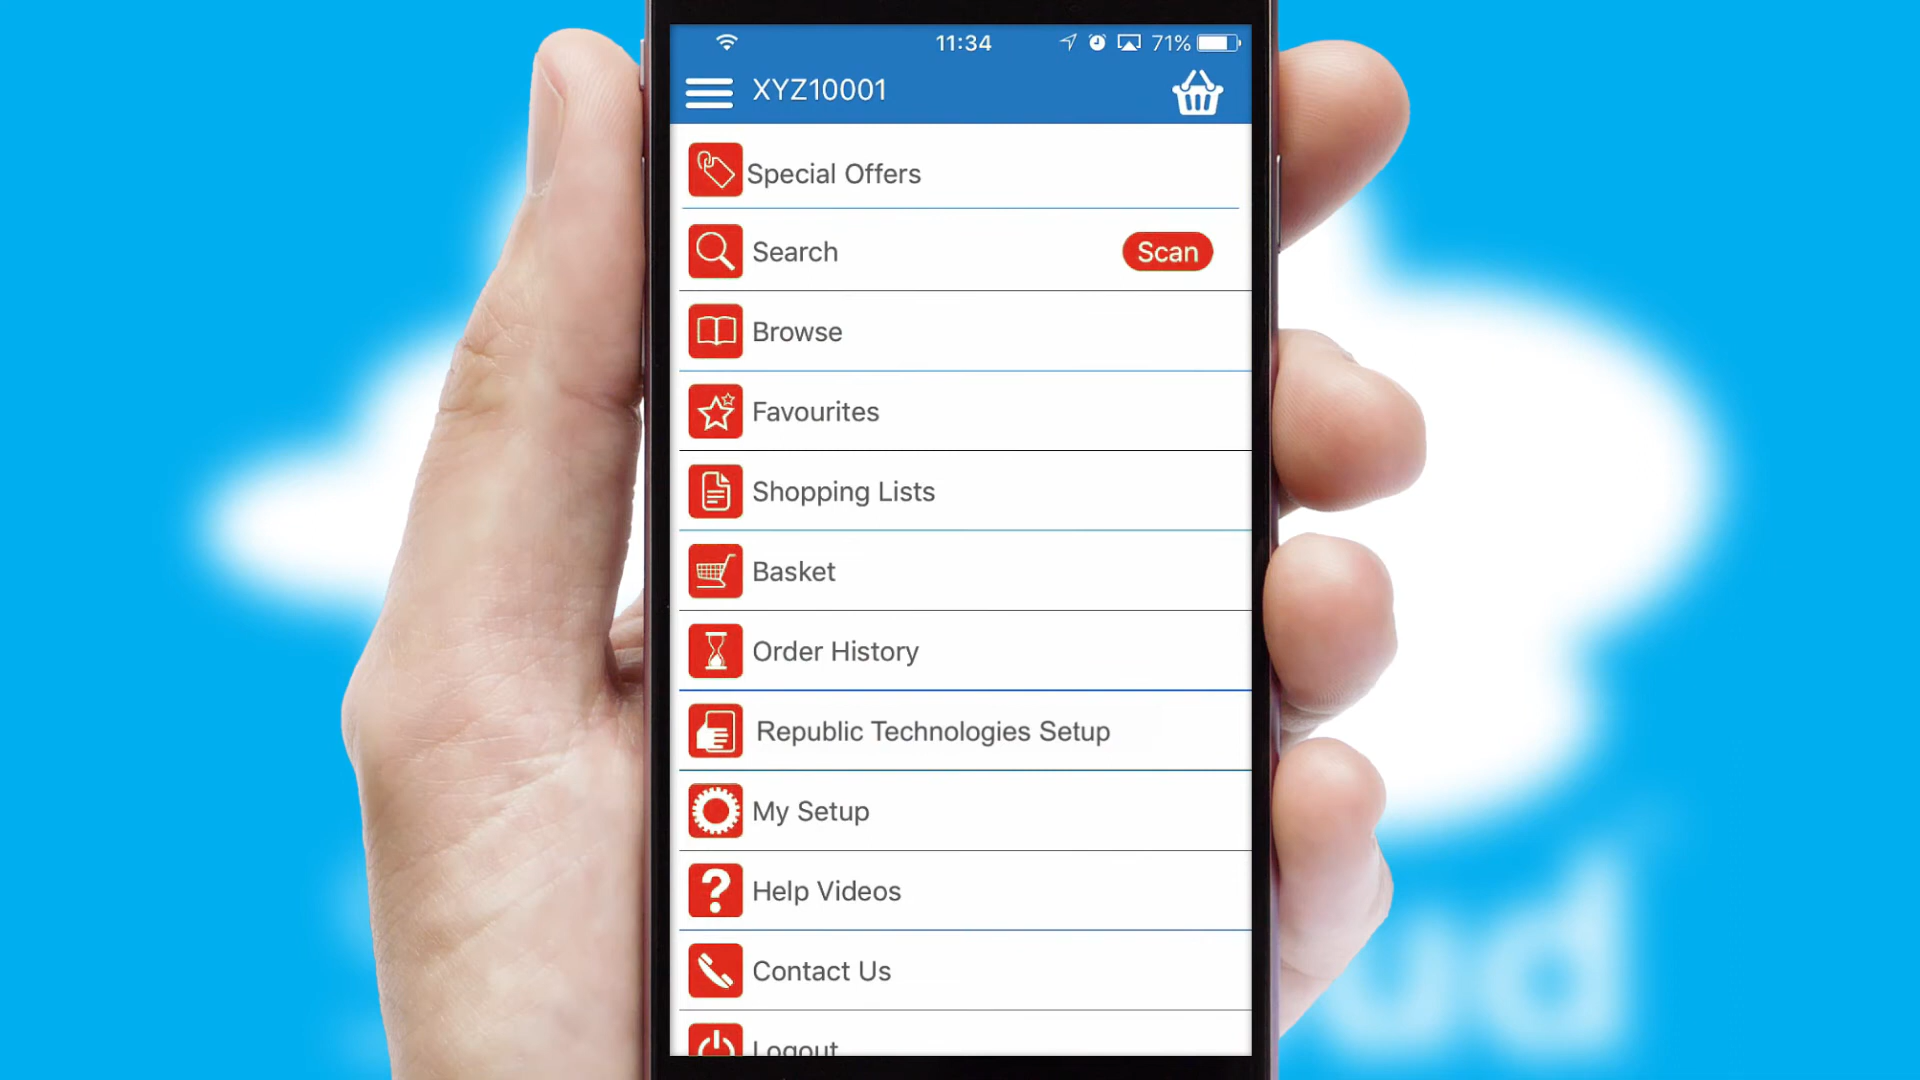 11:34
71%
XYZ10001
Special Offers
Search
Scan
Browse
Favourites
Shopping Lists
Basket
Order History
Republic Technologies Setup
My Setup
Help Videos
Contact Us
Logout
ud